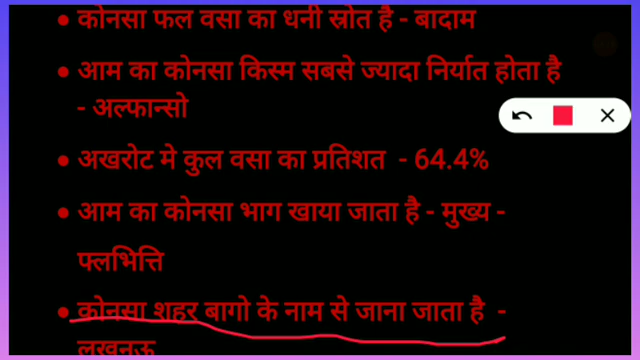 • कोनसा फल वसा का धनी स्रोत है - बादाम
• आम का कोनसा किस्म सबसे ज्यादा निर्यात होता है
- अल्फान्सो
• अखरोट मे कुल वसा का प्रतिशत - 64.4%
• आम का कोनसा भाग खाया जाता है - मुख्य -
फ्लभित्ति
• कोनसा शहर बागो के नाम से जाना जाता है -
लखनऊ